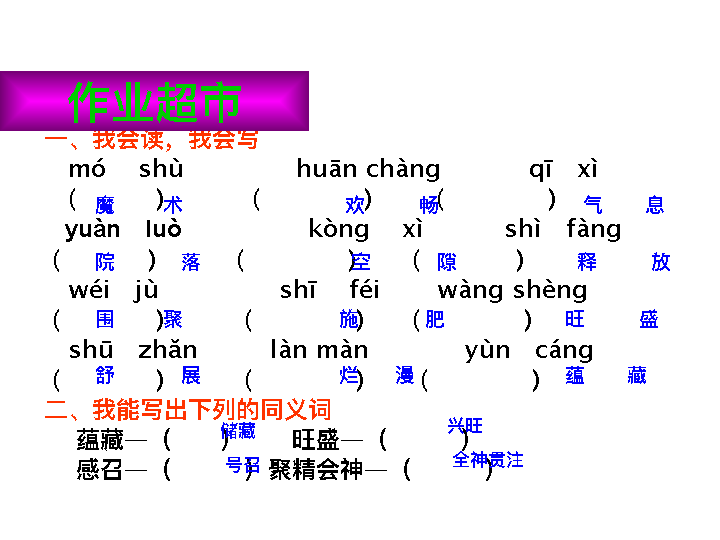 作业超市
一、我会读，我会写
mó shù huān chàng qī xì
( 魔 术 ) ( 欢 ) 畅 ( 气 ) 息
yuàn luò kòng xì shì fàng
( 院 ) 落 ( 空 ) ( 隙 ) 释 放
wéi jù shī féi wàng shèng
( 围 聚 ) ( 施 ) ( 肥 ) 旺 盛
shū zhǎn làn màn yùn cáng
( 舒 ) 展 ( 烂 ) 漫 ( ) 蕴 藏
二、我能写出下列的同义词
蕴藏—（储藏） 旺盛—（兴旺）
感召—（号召）聚精会神—（全神贯注）